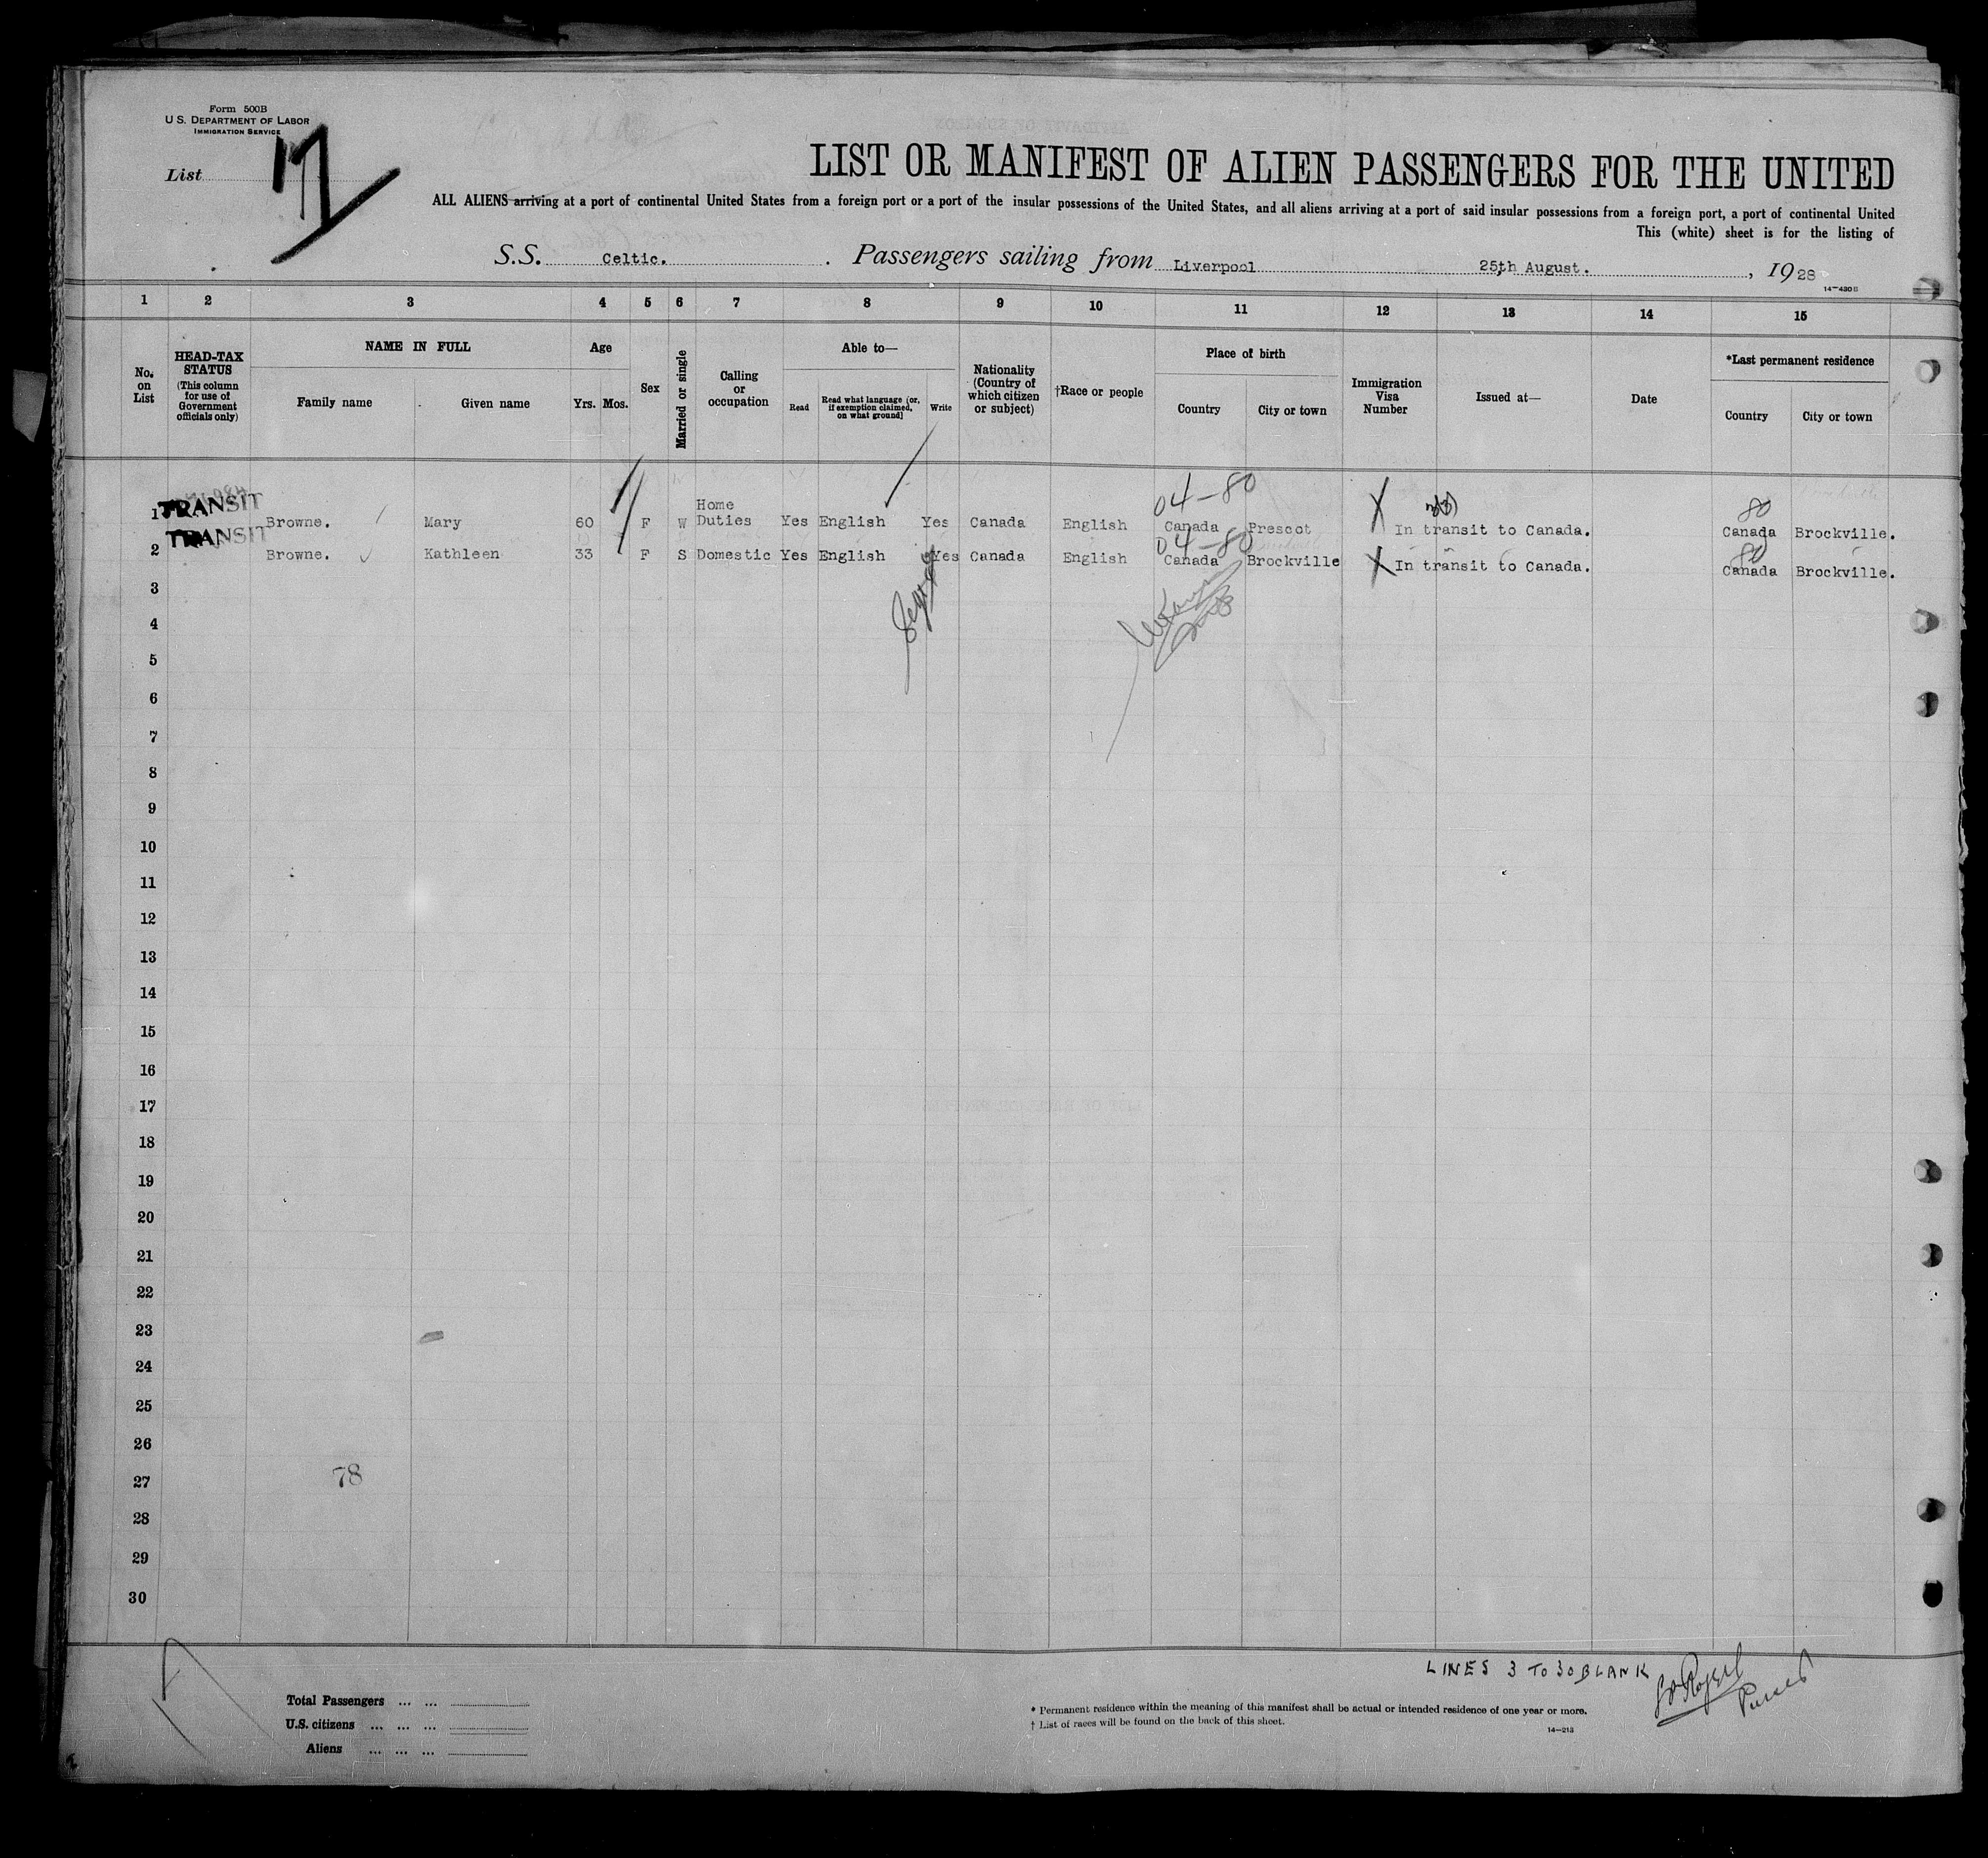 Form 500B
U. S. DEPARTMENT OF LABOR
IMMIGRATION SERVICE
List 17
LIST OR MANIFEST OF ALIEN PASSENGERS FOR THE UNITED
ALL ALIENS arriving at a port of continental United States from a foreign port or a port of the insular possessions of the United States, and all aliens arriving at a port of said insular possessions from a foreign port, a port of continental United
This (white) sheet is for the listing of
S.S. Celtic. Passengers sailing from Liverpool 25th August. , 1928
14-430 B
1 2 3 4 5 6 7 8 9 10 11 12 13 14 15
No. on List
HEAD-TAX STATUS (This column for use of Government officials only)
NAME IN FULL
Family name Given name
Age
Yrs. Mos.
Sex
Married or single
Calling or occupation
Able to—
Read
Read what language (or, if exemption claimed, on what ground)
Write
Nationality (Country of which citizen or subject)
†Race or people
Place of birth
Country City or town
Immigration Visa Number
Issued at—
Date
*Last permanent residence
Country City or town
04-80 80
1 TRANSIT Browne. Mary 60 F W Home Duties Yes English Yes Canada English Canada Prescot In transit to Canada. Canada Brockville.
04-80 80
2 TRANSIT Browne. Kathleen 33 F S Domestic Yes English Yes Canada English Canada Brockville In transit to Canada. Canada Brockville.
3
4
5
6
7
8
9
10
11
12
13
14
15
16
17
18
19
20
21
22
23
24
25
26
78
27
28
29
30
LINES 3 TO 30 BLANK
Purser
17
Total Passengers ... ...
U.S. citizens ... ... ...
Aliens ... ... ...
* Permanent residence within the meaning of this manifest shall be actual or intended residence of one year or more.
† List of races will be found on the back of this sheet.
14-213